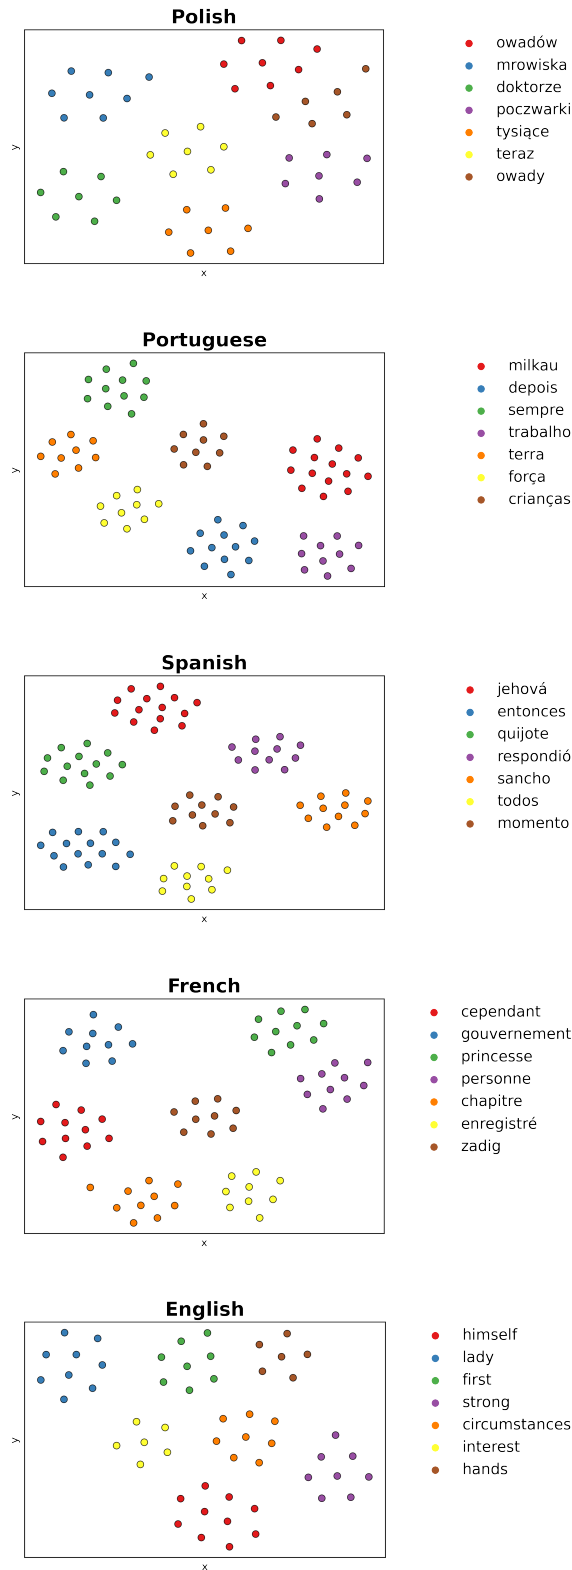 Polish
owadów
mrowiska
doktorze
poczwarki
tysiące
teraz
owady
y
x
Portuguese
milkau
depois
sempre
trabalho
terra
força
crianças
y
x
Spanish
jehová
entonces
quijote
respondió
sancho
todos
momento
y
x
French
cependant
gouvernement
princesse
personne
chapitre
enregistré
zadig
y
x
English
himself
lady
first
strong
circumstances
interest
hands
y
x